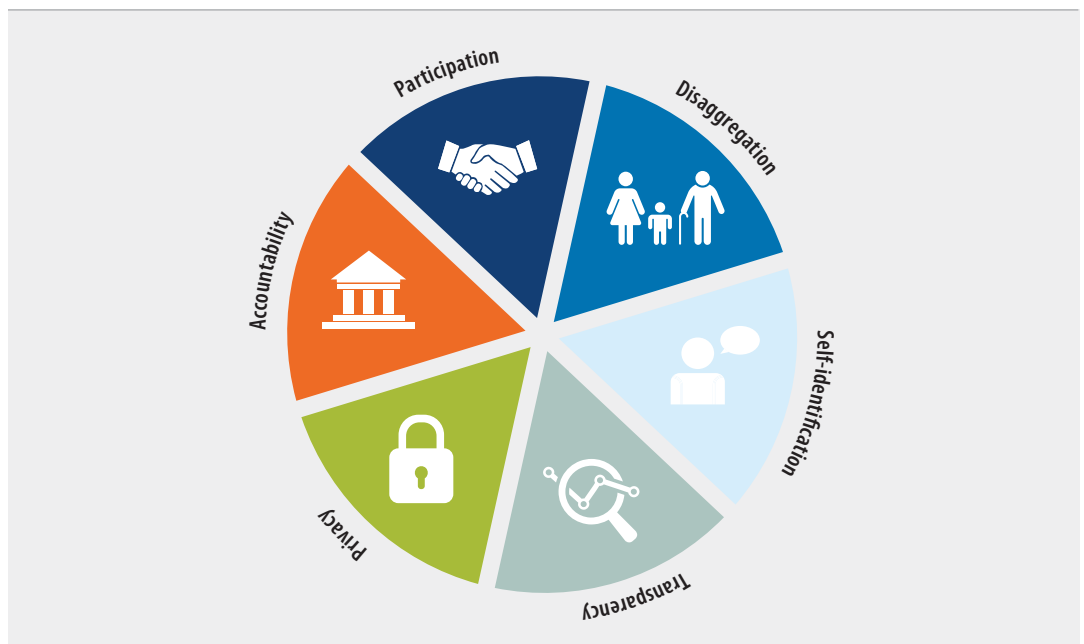 Participation
Disaggregation
Self-identification
Transparency
Privacy
Accountability